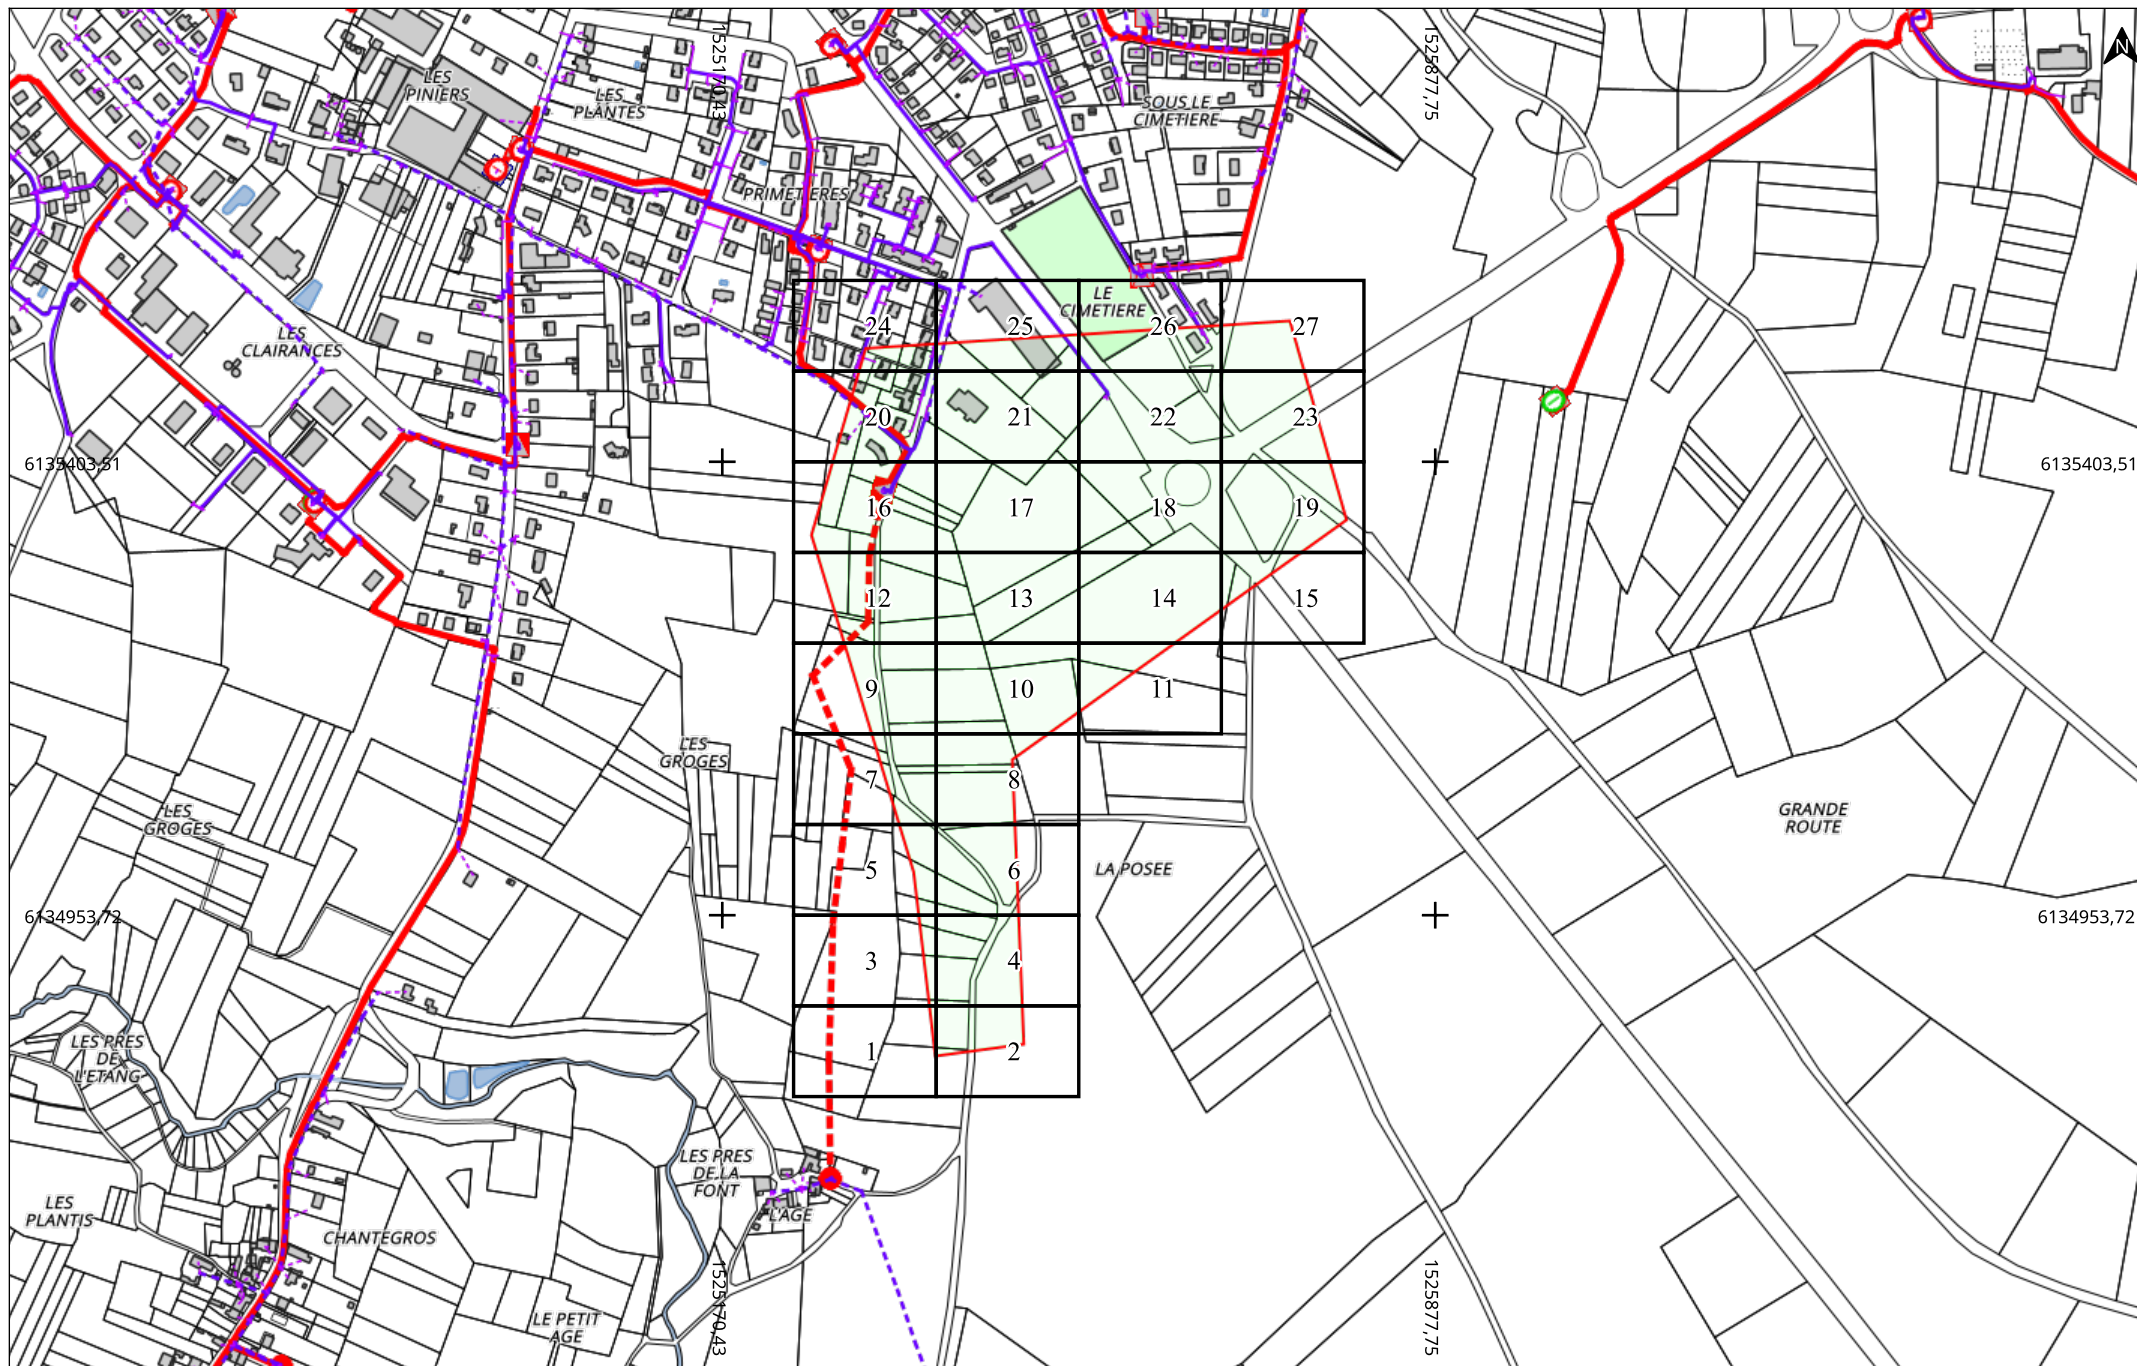 1525170,43
1525877,75
N
LES
PINIERS
LES
PLANTES
SOUS LE
CIMETIERE
PRIMETIERES
LES
CLAIRANCES
LE
CIMETIERE
24
25
26
27
20
21
22
23
6135403,51
6135403,51
16
17
18
19
12
13
14
15
9
10
11
LES
GROGES
7
8
LES
GROGES
GRANDE
ROUTE
5
6
LA POSEE
6134953,72
6134953,72
3
4
1
2
LES PRES
DE
L'ETANG
LES PRES
DE LA
FONT
L'AGE
LES
PLANTIS
CHANTEGROS
LE PETIT
AGE
1525170,43
1525877,75